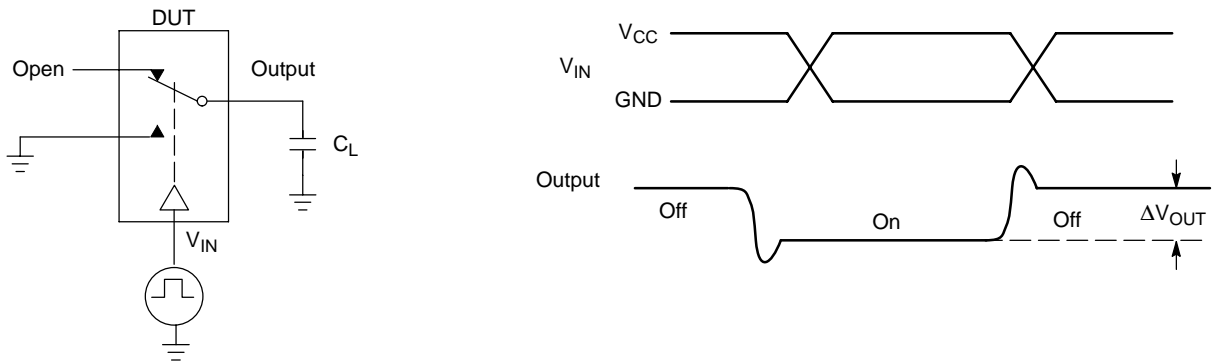 DUT
Open
Output
C_L
V_IN
V_CC
V_IN
GND
Output
Off
On
Off
ΔV_OUT